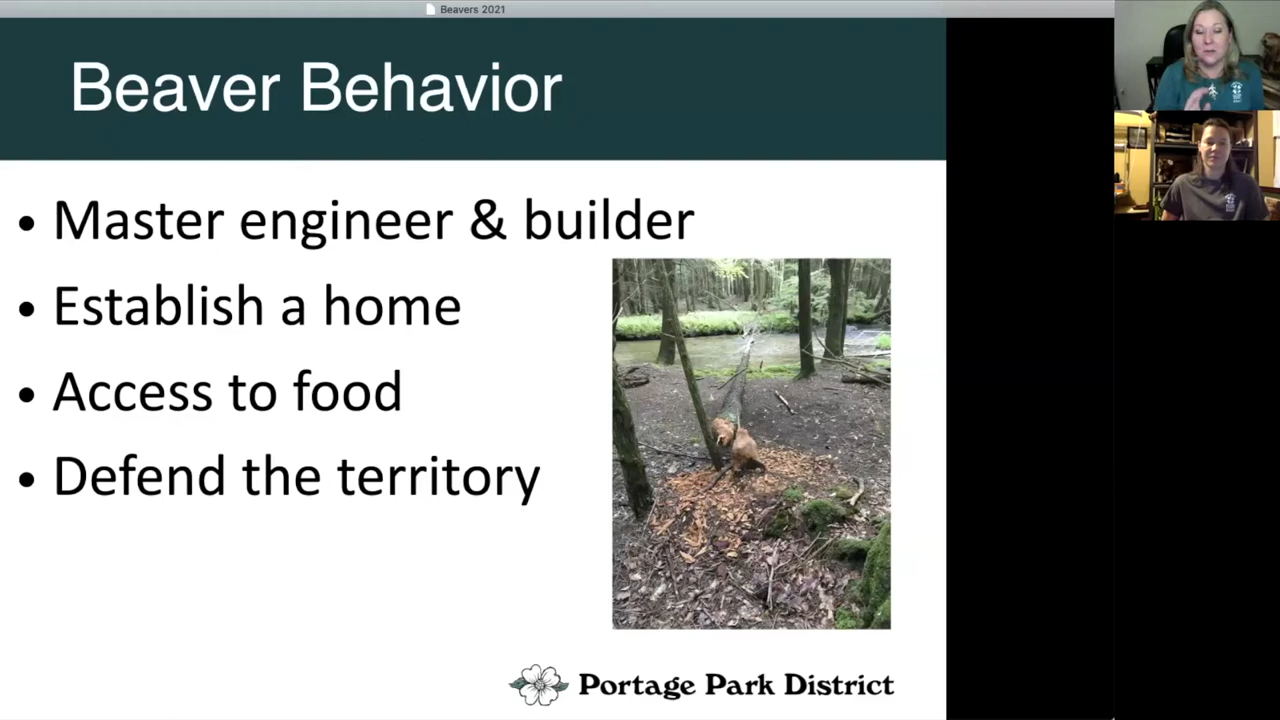 Beavers 2021
Beaver Behavior
• Master engineer & builder
• Establish a home
• Access to food
• Defend the territory
Portage Park District